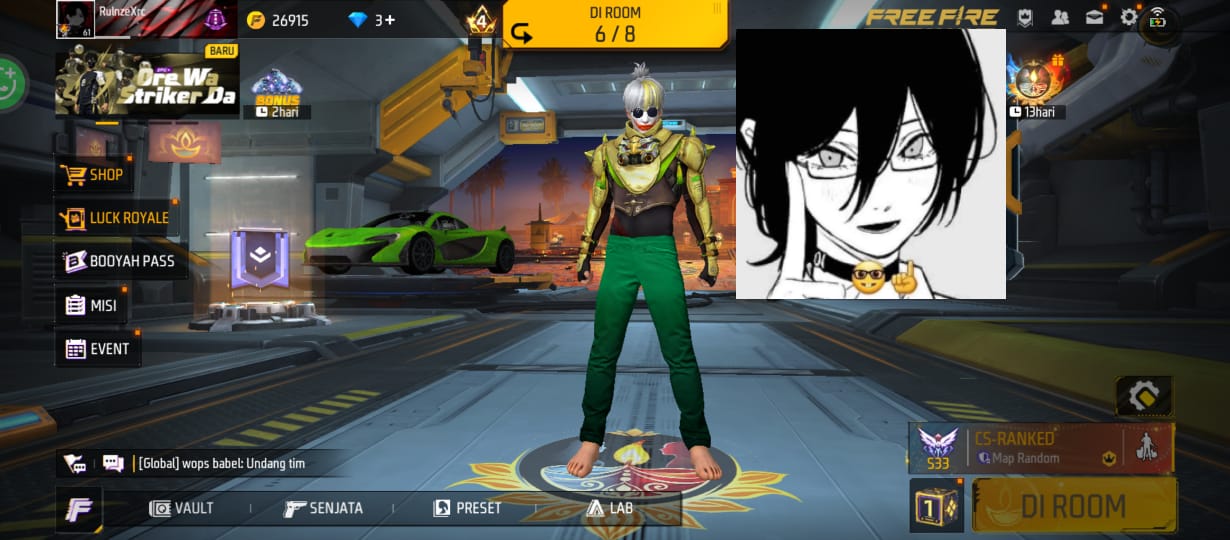 RulnzeXrc
61
26915
3+
4
DI ROOM
6 / 8
FREE FIRE
BARU
Ore Wa
Striker Da
BONUS
2hari
13hari
SHOP
LUCK ROYALE
BOOYAH PASS
MISI
EVENT
[Global] wops babel: Undang tim
CS-RANKED
Map Random
S33
VAULT
SENJATA
PRESET
LAB
1
DI ROOM